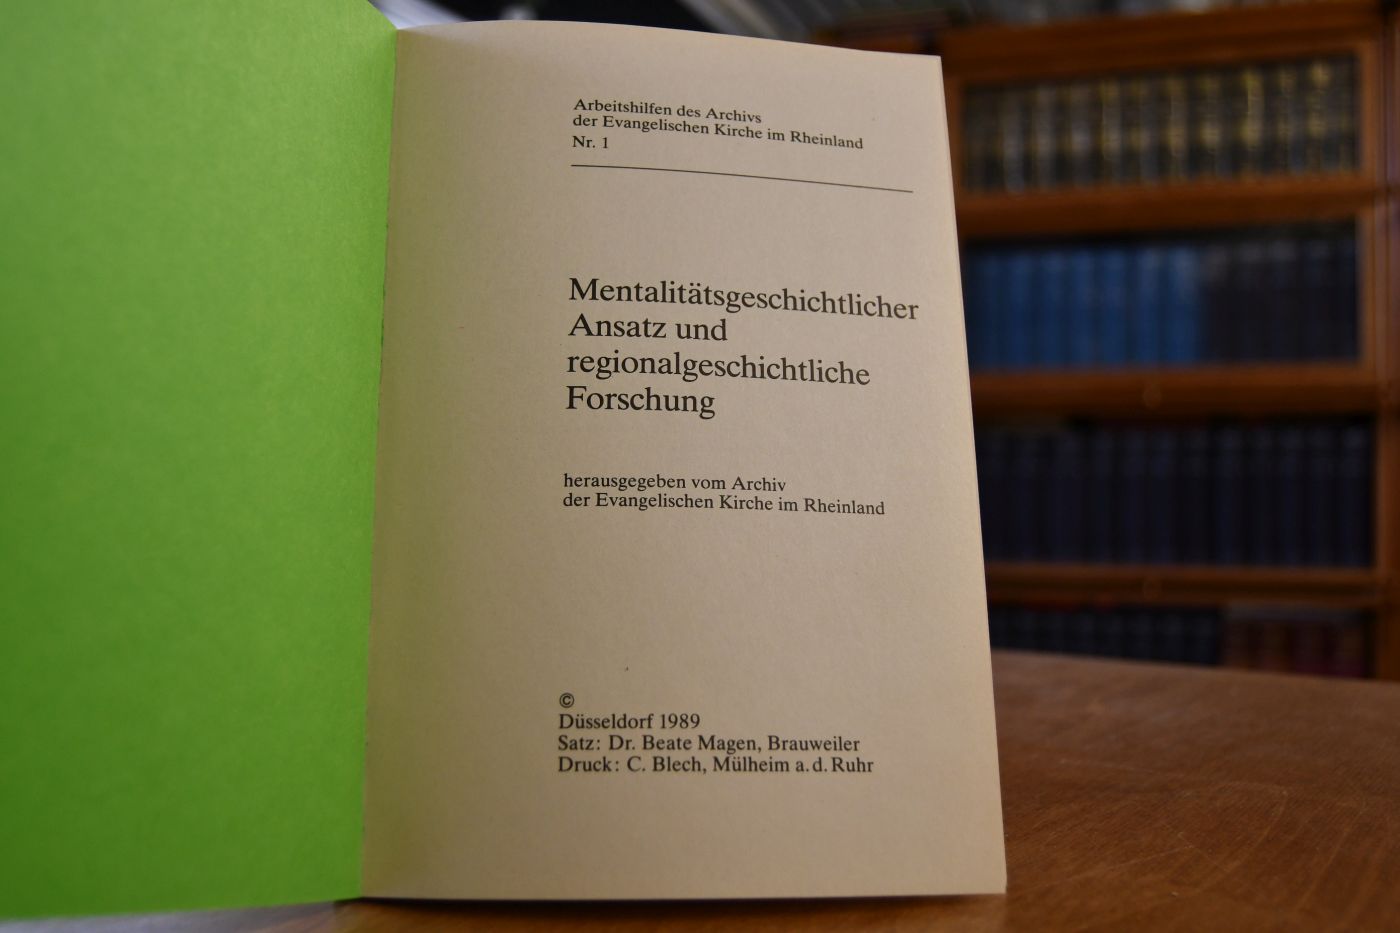 Arbeitshilfen des Archivs
der Evangelischen Kirche im Rheinland
Nr. 1
Mentalitätsgeschichtlicher
Ansatz und
regionalgeschichtliche
Forschung
herausgegeben vom Archiv
der Evangelischen Kirche im Rheinland
©
Düsseldorf 1989
Satz: Dr. Beate Magen, Brauweiler
Druck: C. Blech, Mülheim a. d. Ruhr